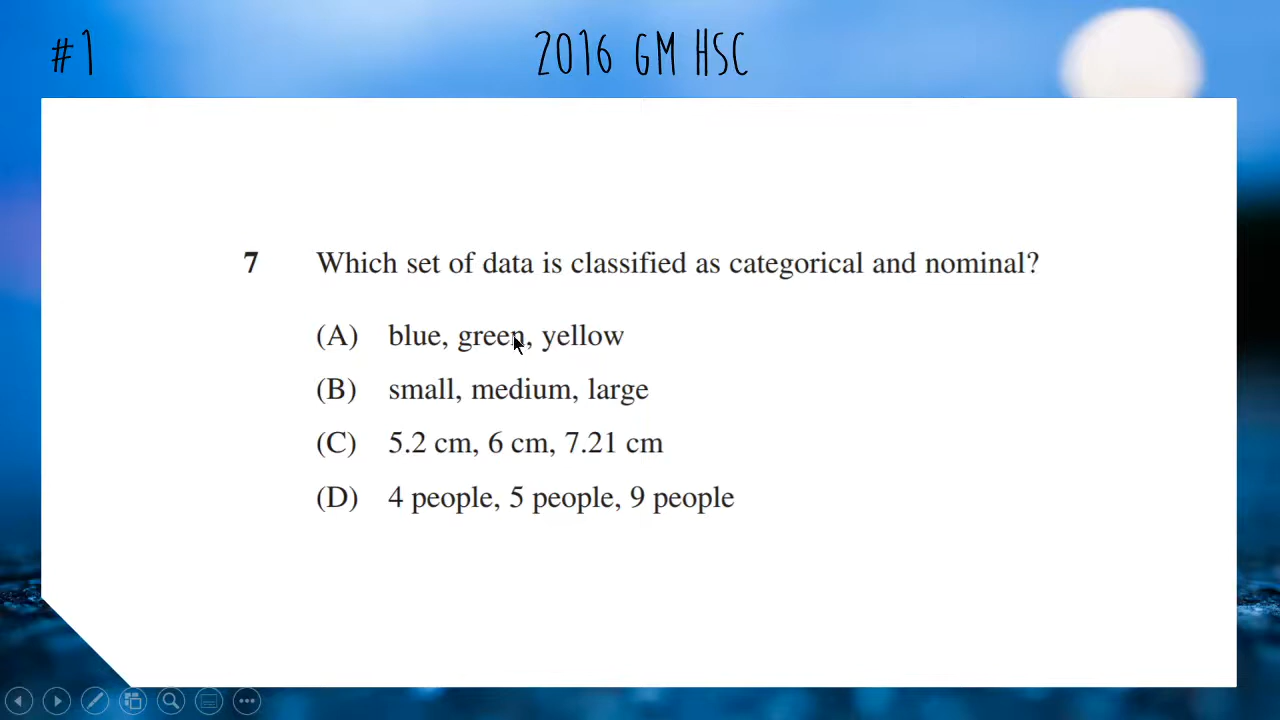 #1
2016 GM HSC
7 Which set of data is classified as categorical and nominal?
(A) blue, green, yellow
(B) small, medium, large
(C) 5.2 cm, 6 cm, 7.21 cm
(D) 4 people, 5 people, 9 people